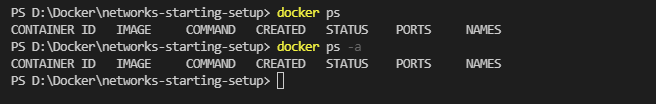 PS D:\Docker\networks-starting-setup> docker ps
CONTAINER ID   IMAGE     COMMAND   CREATED   STATUS    PORTS     NAMES
PS D:\Docker\networks-starting-setup> docker ps -a
CONTAINER ID   IMAGE     COMMAND   CREATED   STATUS    PORTS     NAMES
PS D:\Docker\networks-starting-setup>